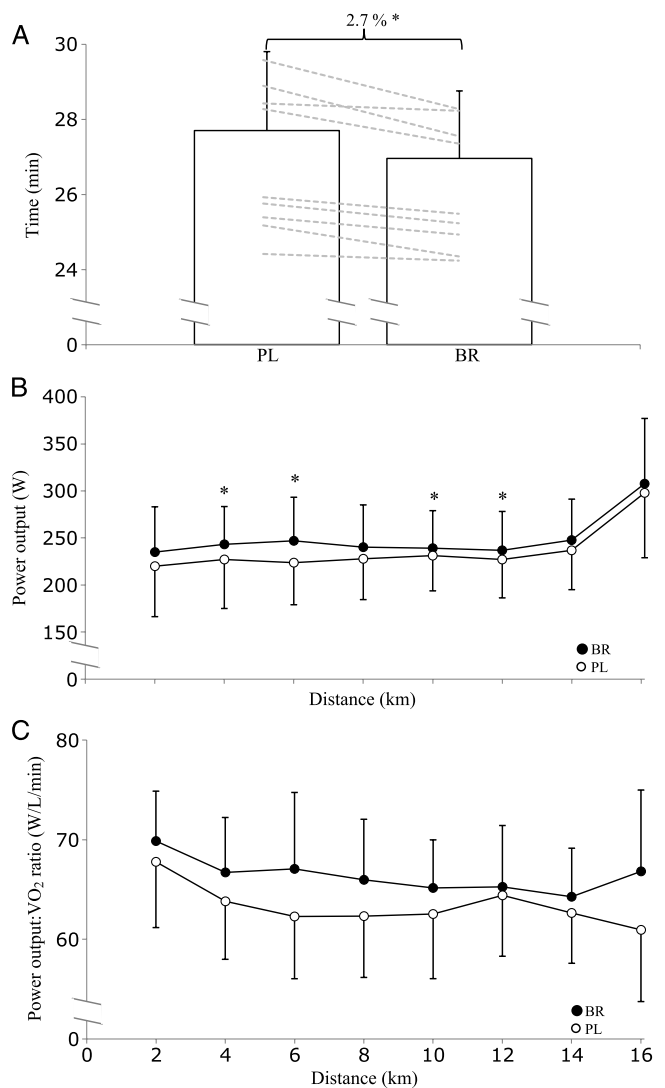 A
2.7 % *
Time (min)
30
28
26
24
0
PL
BR
B
Power output (W)
400
350
300
250
200
150
0
*
*
*
*
BR
PL
Distance (km)
C
Power output:VO2 ratio (W/L/min)
80
70
60
0
BR
PL
0 2 4 6 8 10 12 14 16
Distance (km)